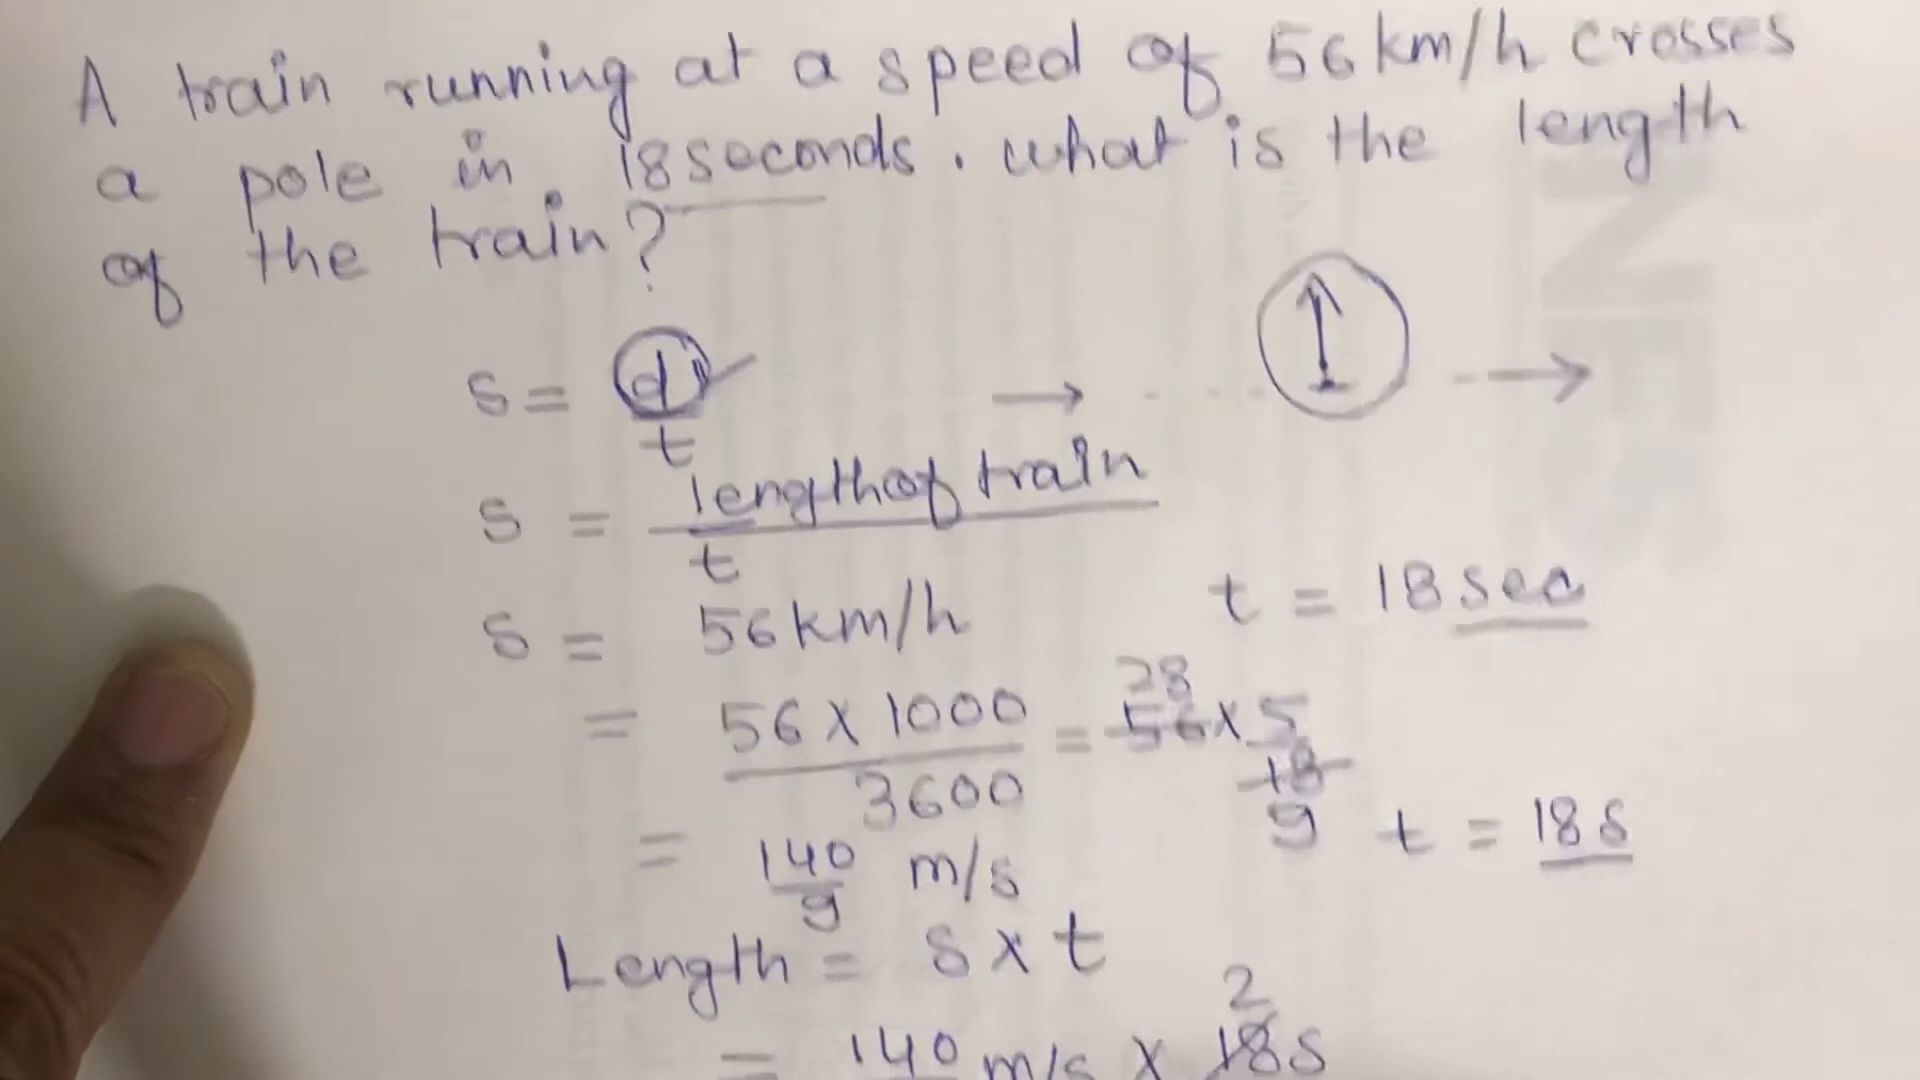 A train running at a speed of 56 km/h crosses
a pole in 18 seconds. what is the length
of the train?
s = d/t
s = length of train/t
s = 56 km/h t = 18 sec
= 56 x 1000/3600 = 56 x 5/18 28 9
= 140/9 m/s t = 18 s
Length = s x t
= 140 m/s x 18 s 2